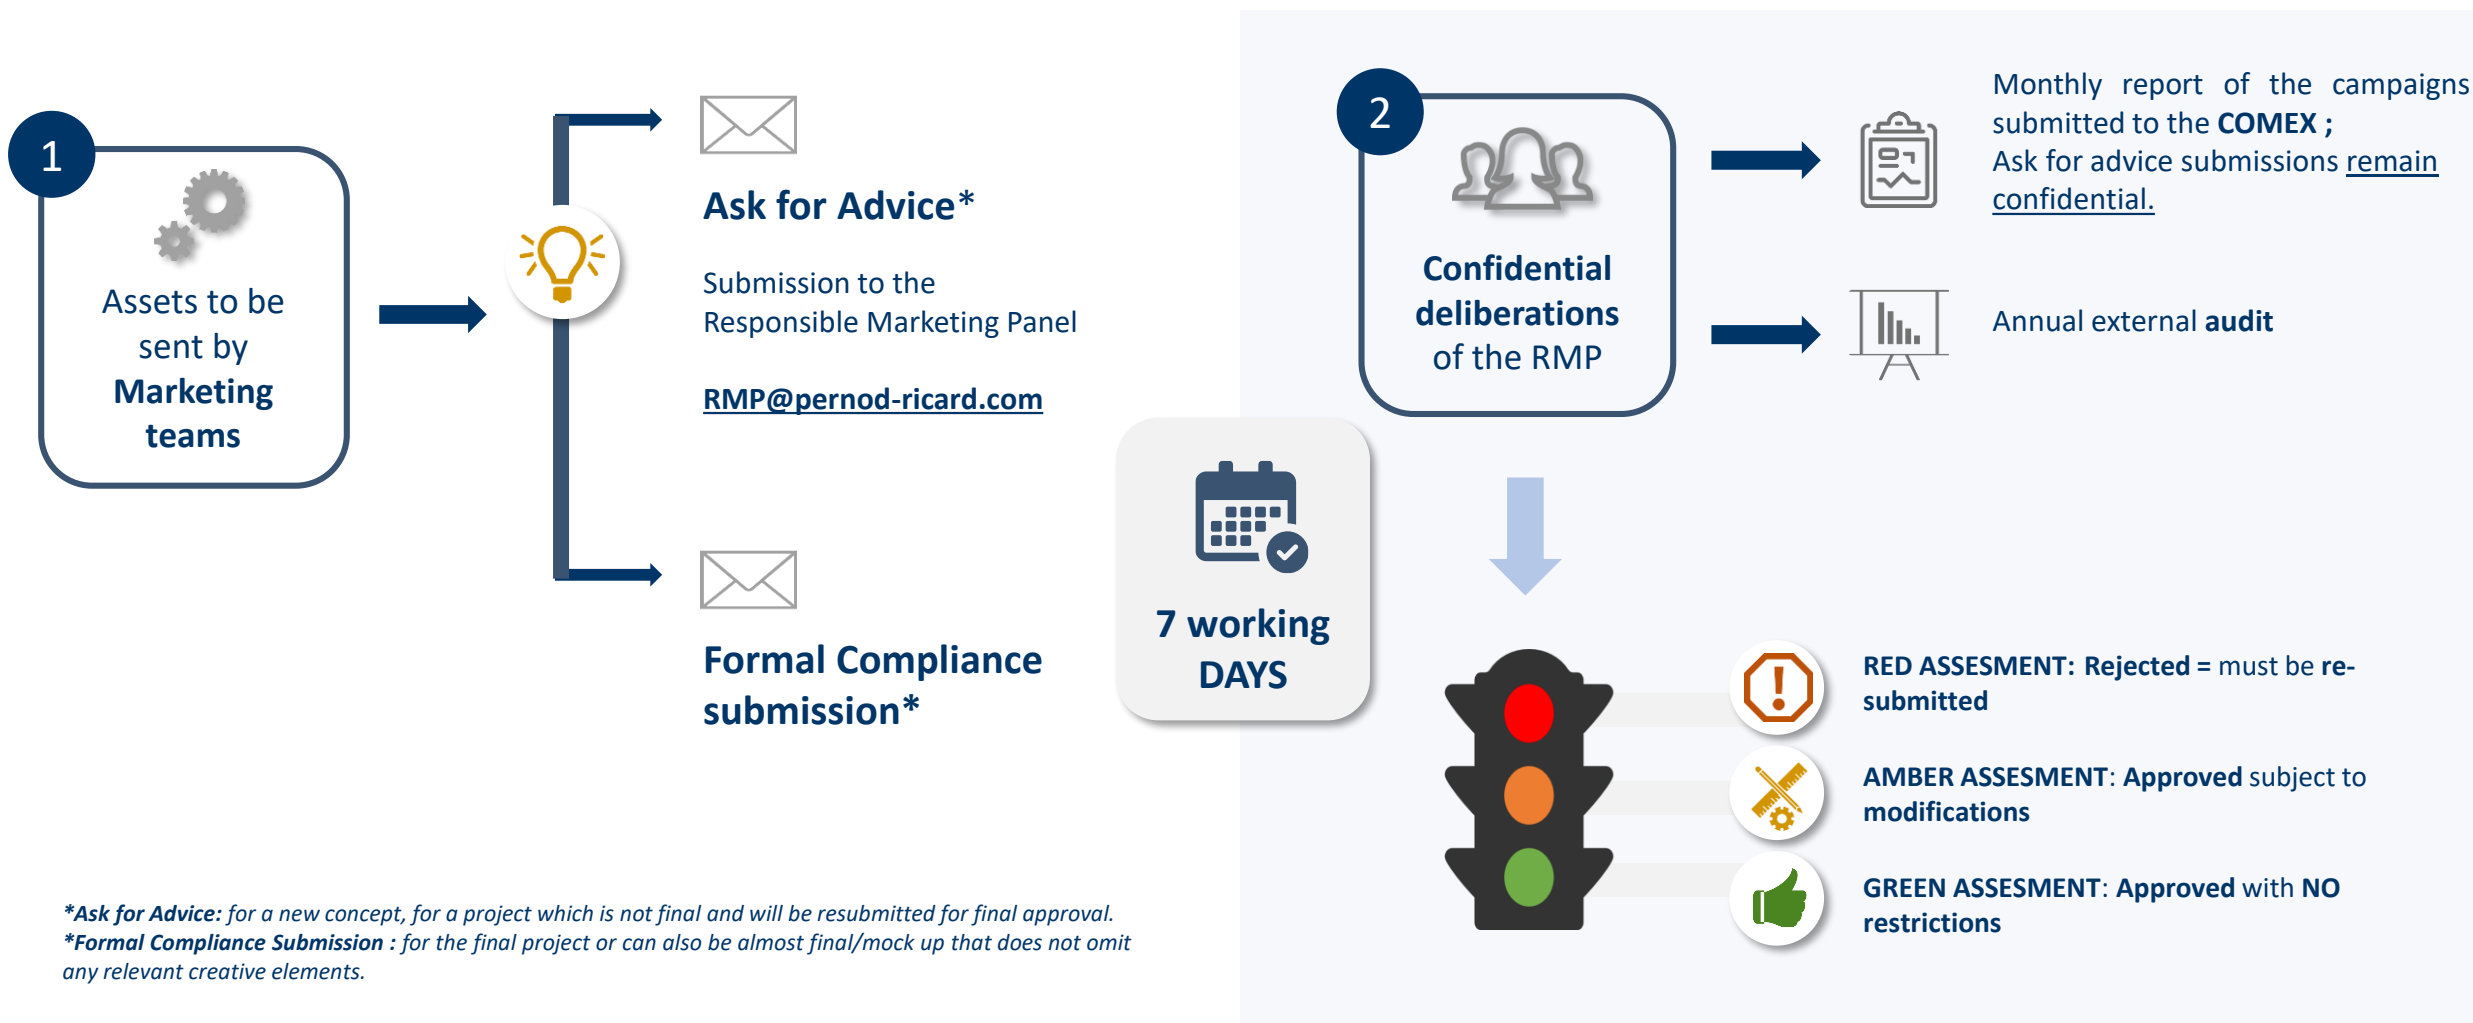 1
Assets to be
sent by
Marketing
teams
Ask for Advice*
Submission to the
Responsible Marketing Panel
RMP@pernod-ricard.com
Formal Compliance
submission*
*Ask for Advice: for a new concept, for a project which is not final and will be resubmitted for final approval.
*Formal Compliance Submission : for the final project or can also be almost final/mock up that does not omit
any relevant creative elements.
7 working
DAYS
2
Confidential
deliberations
of the RMP
Monthly report of the campaigns
submitted to the COMEX ;
Ask for advice submissions remain
confidential.
Annual external audit
RED ASSESMENT: Rejected = must be re-
submitted
AMBER ASSESMENT: Approved subject to
modifications
GREEN ASSESMENT: Approved with NO
restrictions